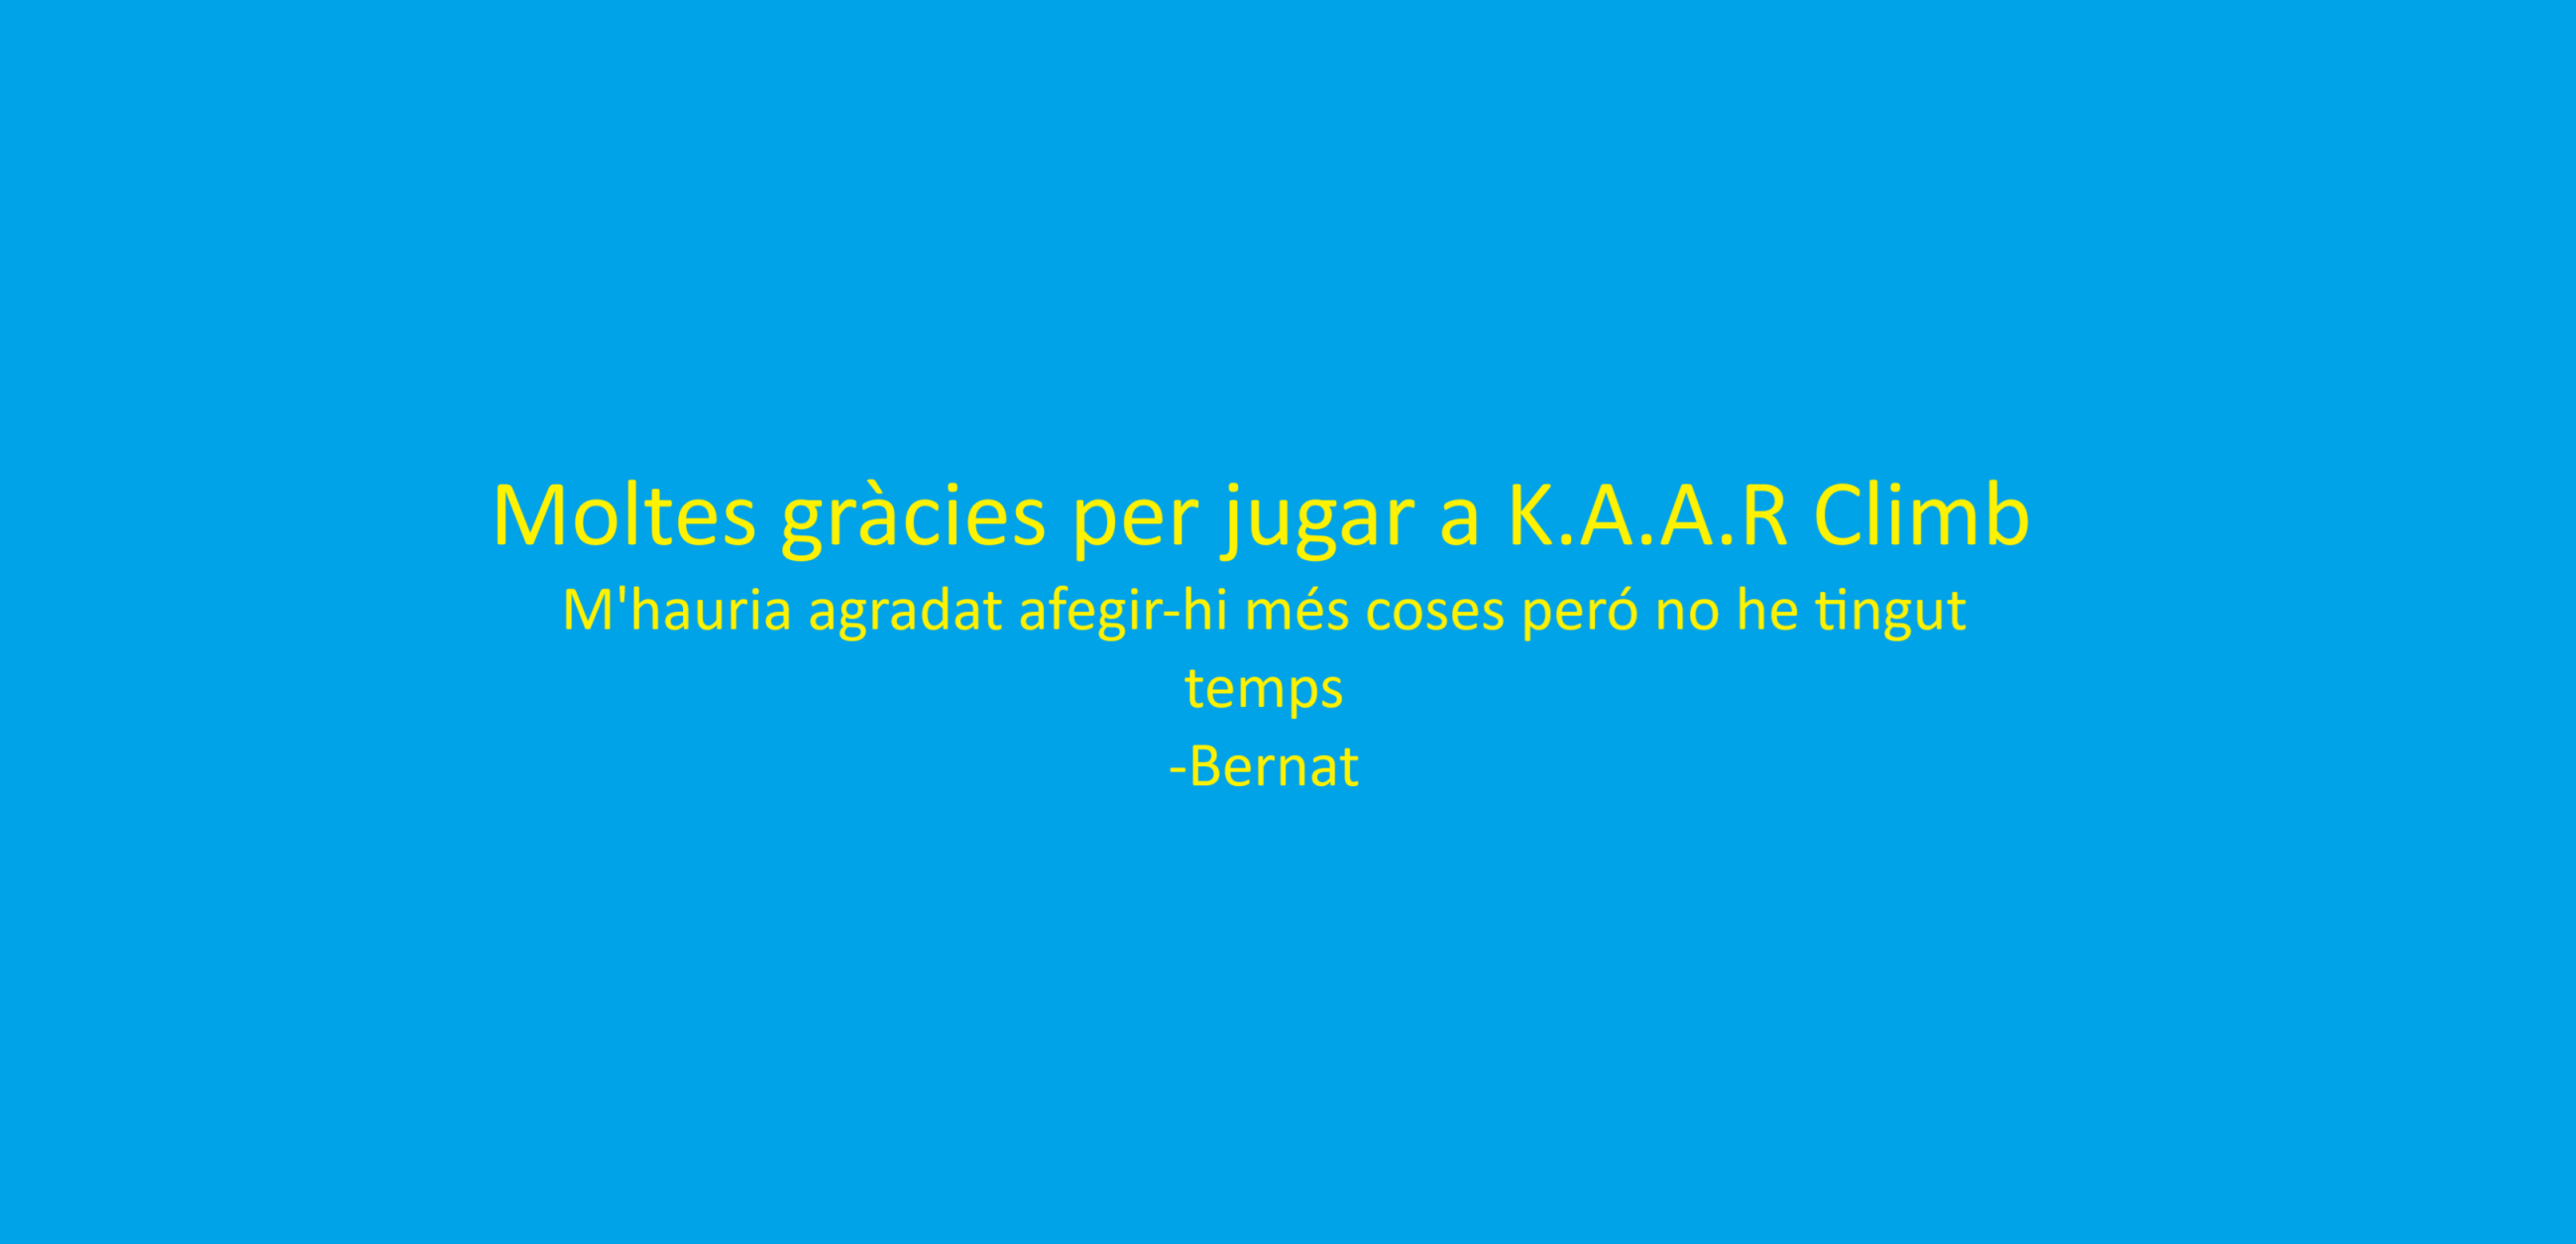 Moltes gràcies per jugar a K.A.A.R Climb
M'hauria agradat afegir-hi més coses peró no he tingut
temps
-Bernat